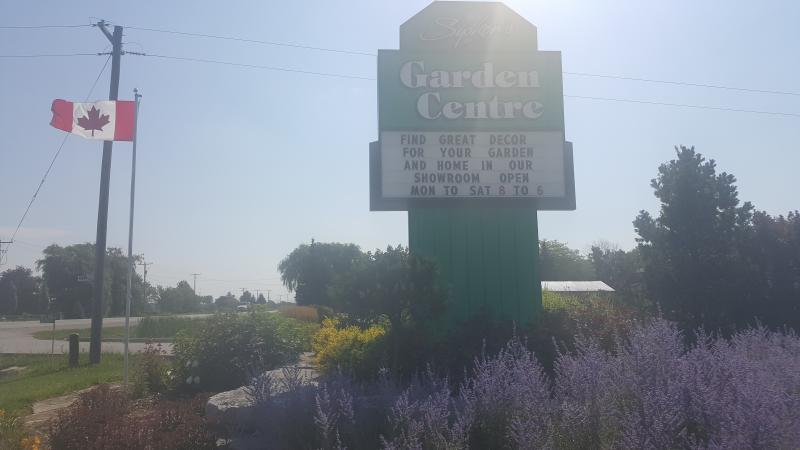 Garden
Centre
FIND GREAT DECOR
FOR YOUR GARDEN
AND HOME IN OUR
SHOWROOM OPEN
MON TO SAT 8 TO 6